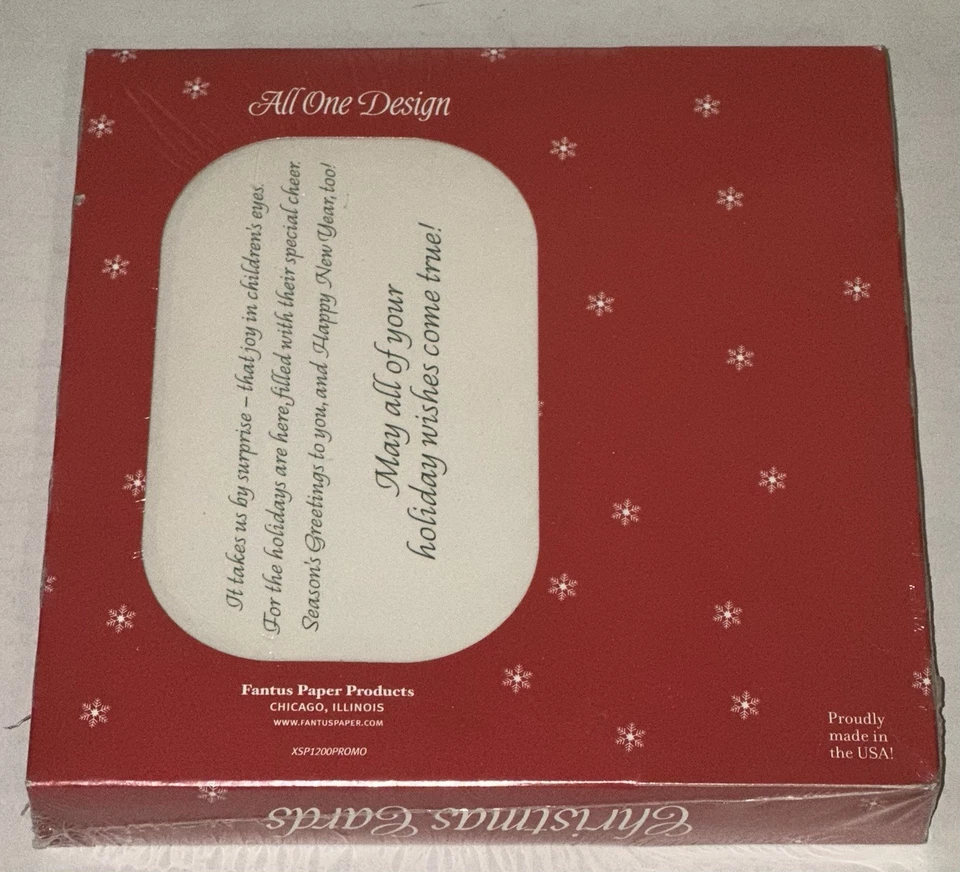 All One Design
It takes us by surprise – that joy in children's eyes.
For the holidays are here, filled with their special cheer.
Season's Greetings to you, and Happy New Year, too!
May all of your
holiday wishes come true!
Fantus Paper Products
CHICAGO, ILLINOIS
WWW.FANTUSPAPER.COM
XSP1200PROMO
Proudly
made in
the USA!
Christmas Cards